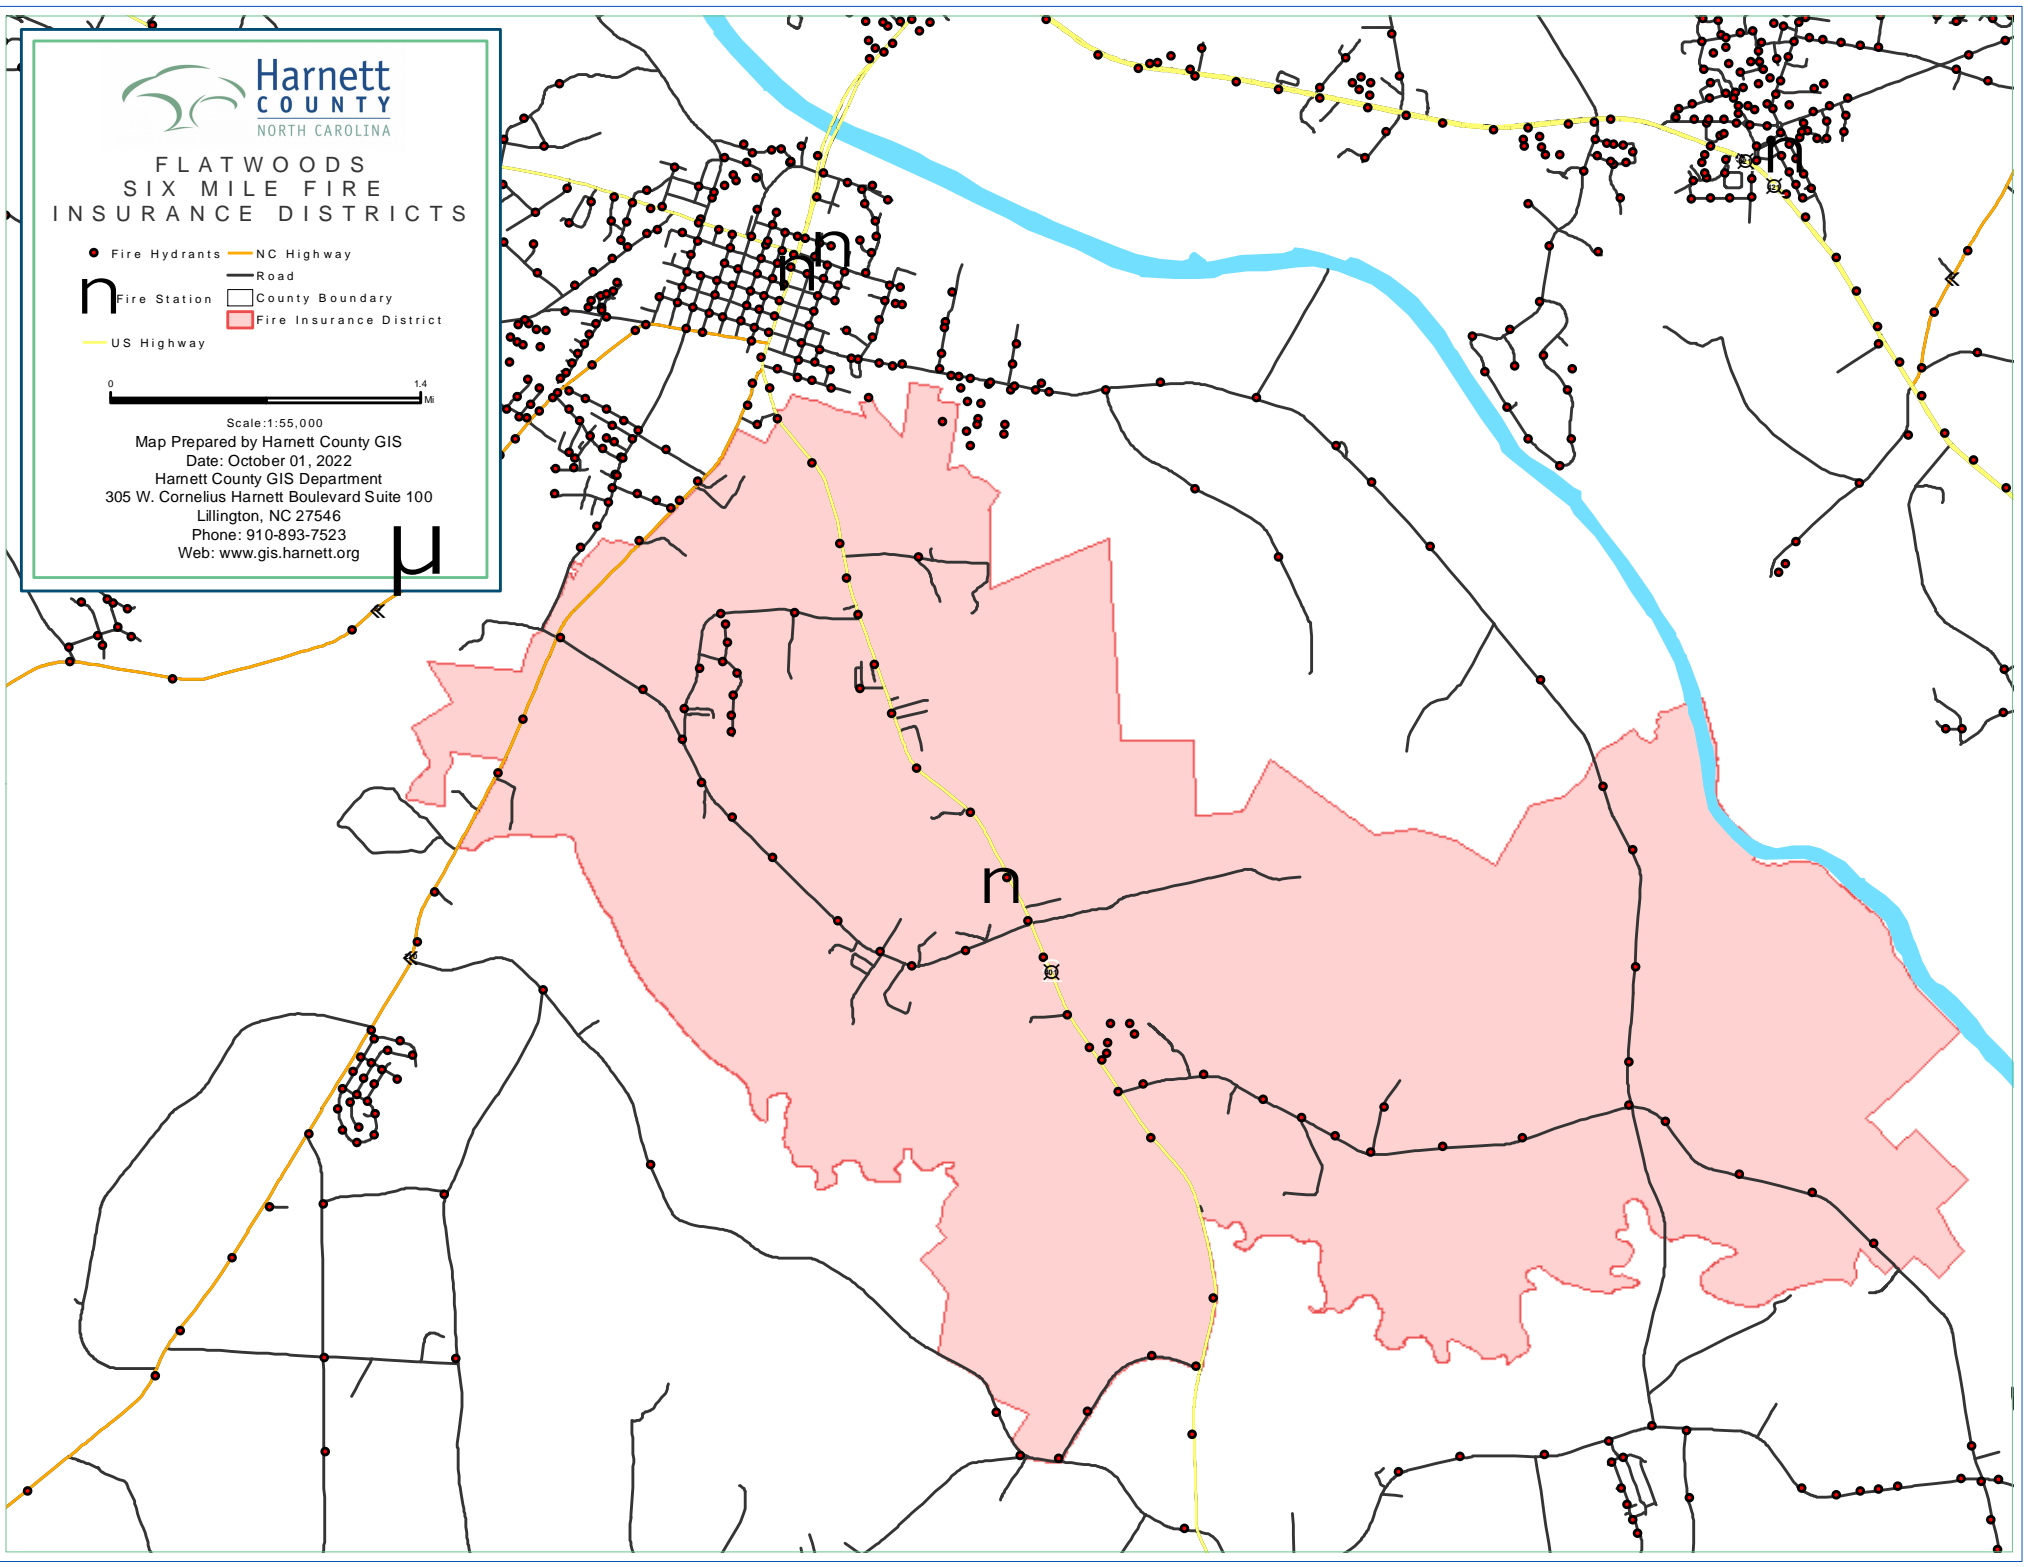 Harnett
COUNTY
NORTH CAROLINA
FLATWOODS
SIX MILE FIRE
INSURANCE DISTRICTS
Fire Hydrants
n Fire Station
US Highway
NC Highway
Road
County Boundary
Fire Insurance District
0 1.4
Mi
Scale:1:55,000
Map Prepared by Harnett County GIS
Date: October 01, 2022
Harnett County GIS Department
305 W. Cornelius Harnett Boulevard Suite 100
Lillington, NC 27546
Phone: 910-893-7523
Web: www.gis.harnett.org
µ
n
n
n
n